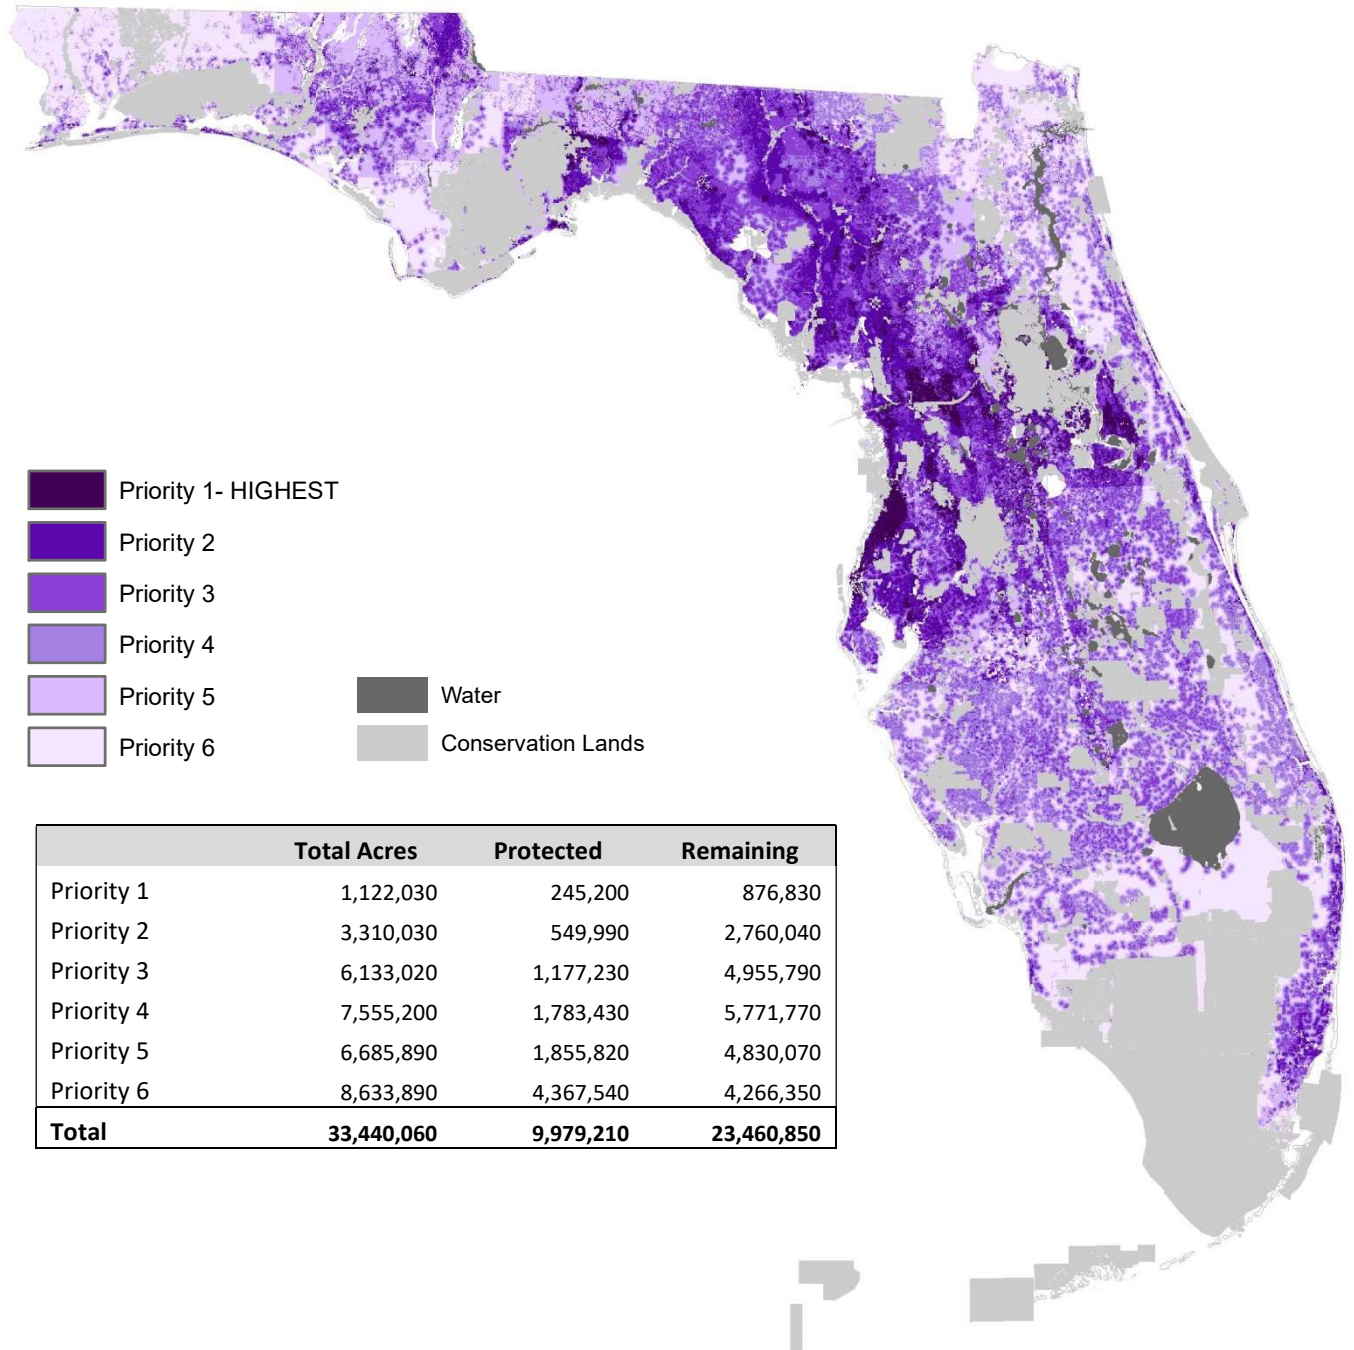 Priority 1- HIGHEST
Priority 2
Priority 3
Priority 4
Priority 5
Priority 6
Water
Conservation Lands
Total Acres Protected Remaining
Priority 1 1,122,030 245,200 876,830
Priority 2 3,310,030 549,990 2,760,040
Priority 3 6,133,020 1,177,230 4,955,790
Priority 4 7,555,200 1,783,430 5,771,770
Priority 5 6,685,890 1,855,820 4,830,070
Priority 6 8,633,890 4,367,540 4,266,350
Total 33,440,060 9,979,210 23,460,850